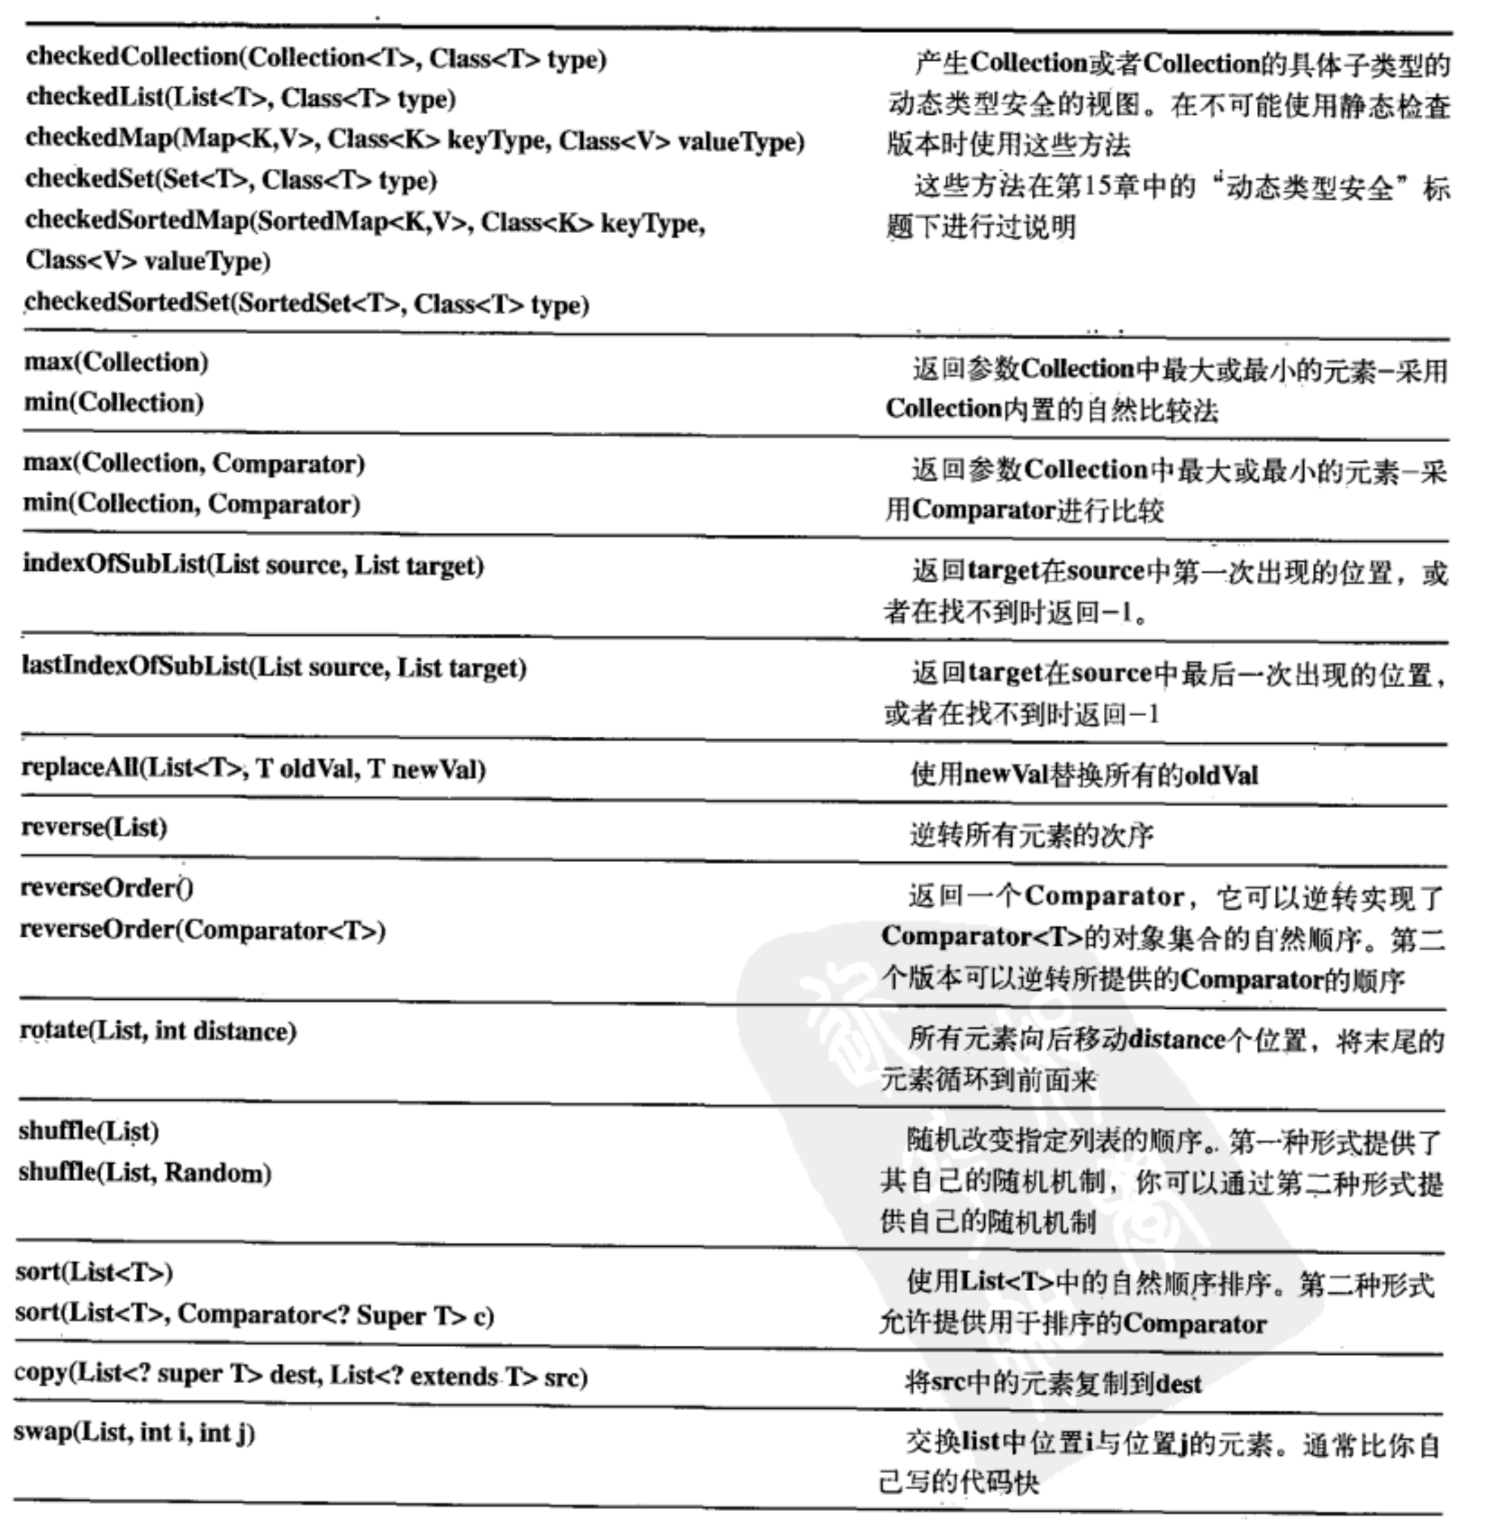 checkedCollection(Collection<T>, Class<T> type)
checkedList(List<T>, Class<T> type)
checkedMap(Map<K,V>, Class<K> keyType, Class<V> valueType)
checkedSet(Set<T>, Class<T> type)
checkedSortedMap(SortedMap<K,V>, Class<K> keyType,
Class<V> valueType)
checkedSortedSet(SortedSet<T>, Class<T> type)
产生Collection或者Collection的具体子类型的
动态类型安全的视图。在不可能使用静态检查
版本时使用这些方法
这些方法在第15章中的“动态类型安全”标
题下进行过说明
max(Collection)
min(Collection)
返回参数Collection中最大或最小的元素–采用
Collection内置的自然比较法
max(Collection, Comparator)
min(Collection, Comparator)
返回参数Collection中最大或最小的元素–采
用Comparator进行比较
indexOfSubList(List source, List target)
返回target在source中第一次出现的位置，或
者在找不到时返回–1。
lastIndexOfSubList(List source, List target)
返回target在source中最后一次出现的位置，
或者在找不到时返回–1
replaceAll(List<T>, T oldVal, T newVal)
使用newVal替换所有的oldVal
reverse(List)
逆转所有元素的次序
reverseOrder()
reverseOrder(Comparator<T>)
返回一个Comparator，它可以逆转实现了
Comparator<T>的对象集合的自然顺序。第二
个版本可以逆转所提供的Comparator的顺序
rotate(List, int distance)
所有元素向后移动distance个位置，将末尾的
元素循环到前面来
shuffle(List)
shuffle(List, Random)
随机改变指定列表的顺序。第一种形式提供了
其自己的随机机制，你可以通过第二种形式提
供自己的随机机制
sort(List<T>)
sort(List<T>, Comparator<? Super T> c)
使用List<T>中的自然顺序排序。第二种形式
允许提供用于排序的Comparator
copy(List<? super T> dest, List<? extends T> src)
将src中的元素复制到dest
swap(List, int i, int j)
交换list中位置i与位置j的元素。通常比你自
己写的代码快